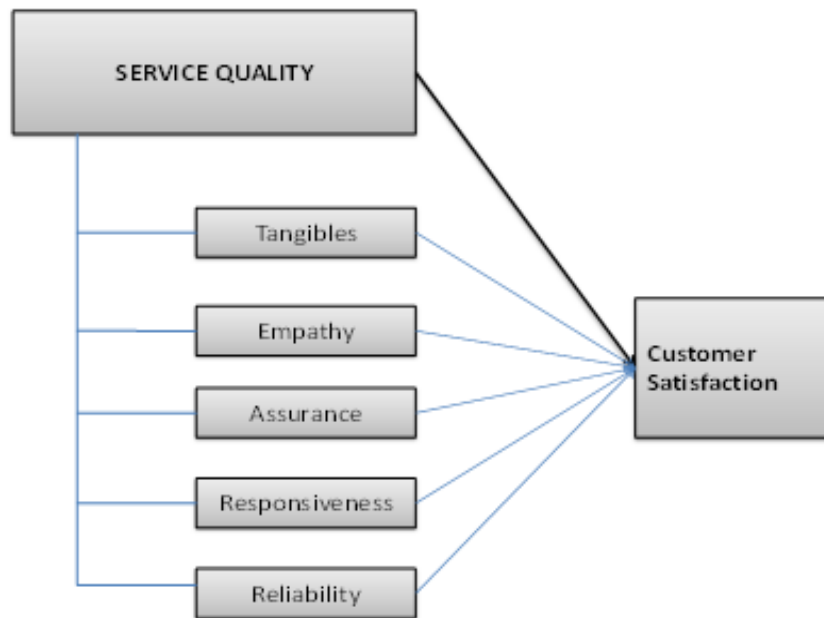 SERVICE QUALITY
Tangibles
Empathy
Assurance
Responsiveness
Reliability
Customer
Satisfaction